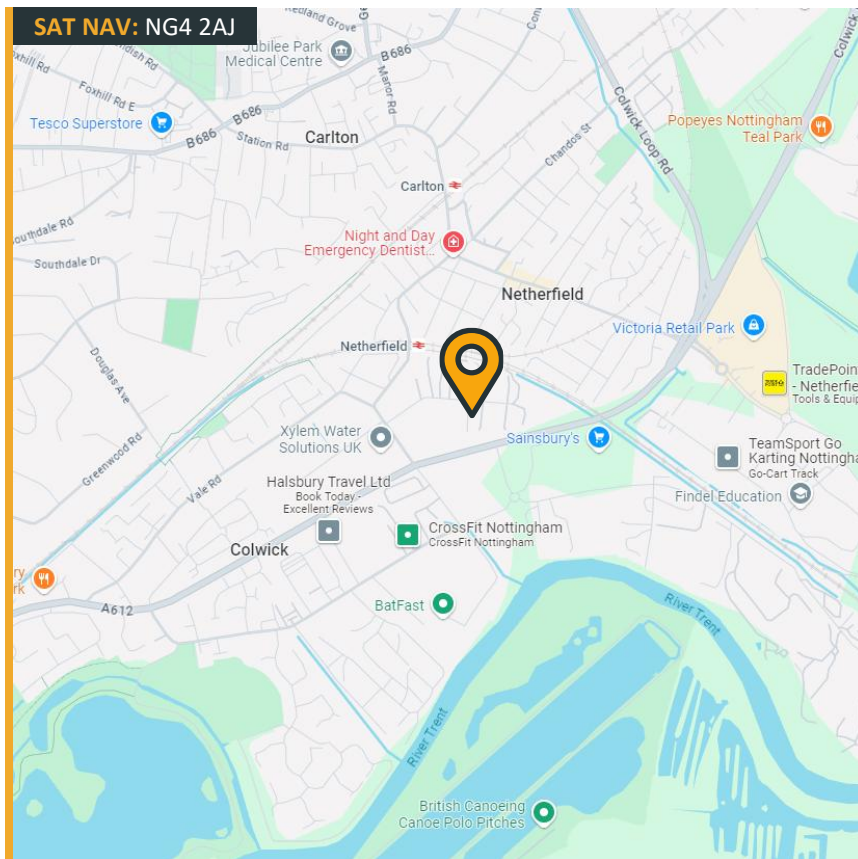 SAT NAV: NG4 2AJ
Redland Grove
Jubilee Park
Medical Centre
B686
Manor Rd
Foxhill Rd E
B686
Tesco Superstore
B686
Station Rd
Carlton
Colwick Loop Rd
Chandos St
Popeyes Nottingham
Teal Park
Carlton
Night and Day
Emergency Dentist...
Southdale Dr
Netherfield
Victoria Retail Park
Netherfield
Douglas Ave
TradePoint
- Netherfie
Tools & Equip
Greenwood Rd
Vale Rd
Xylem Water
Solutions UK
Sainsbury's
TeamSport Go
Karting Nottingha
Go-Cart Track
Halsbury Travel Ltd
Book Today -
Excellent Reviews
Findel Education
CrossFit Nottingham
CrossFit Nottingham
Colwick
A612
BatFast
River Trent
River Trent
British Canoeing
Canoe Polo Pitches